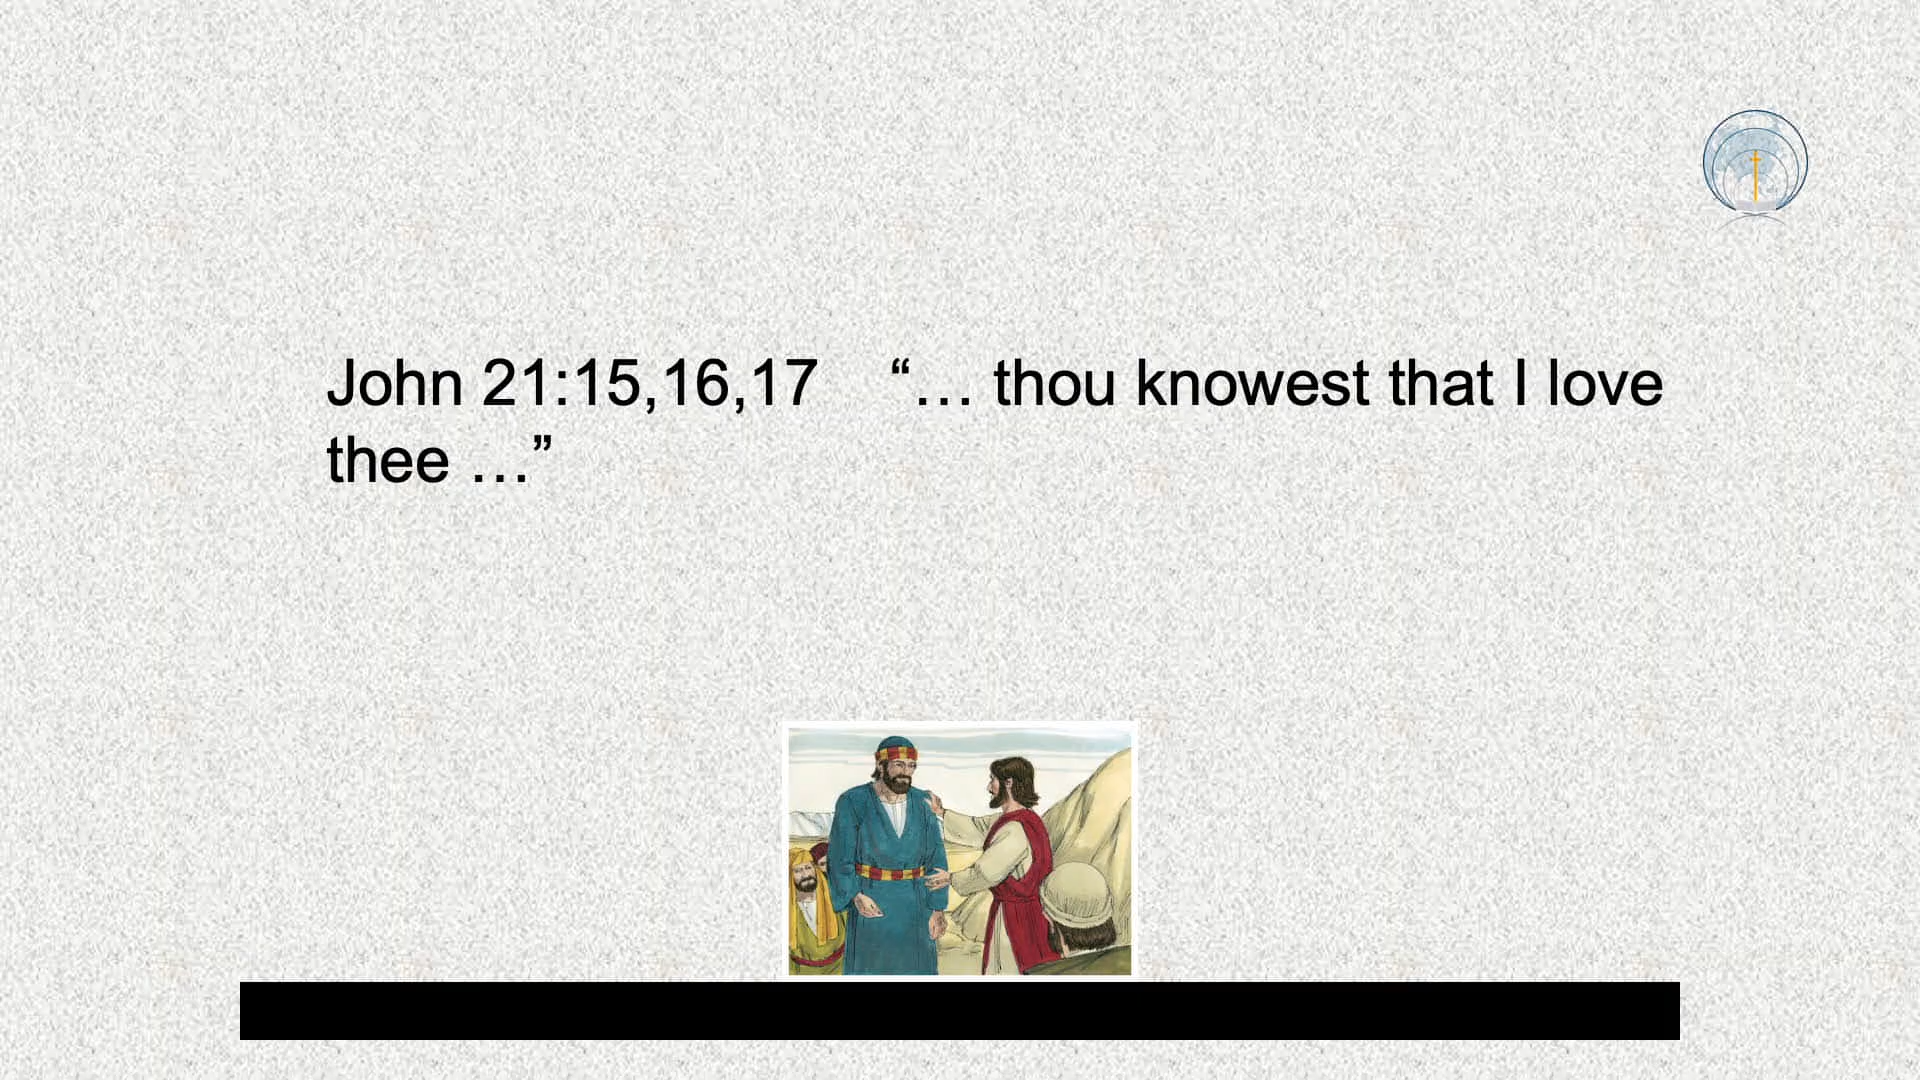 John 21:15,16,17    “… thou knowest that I love
thee …”